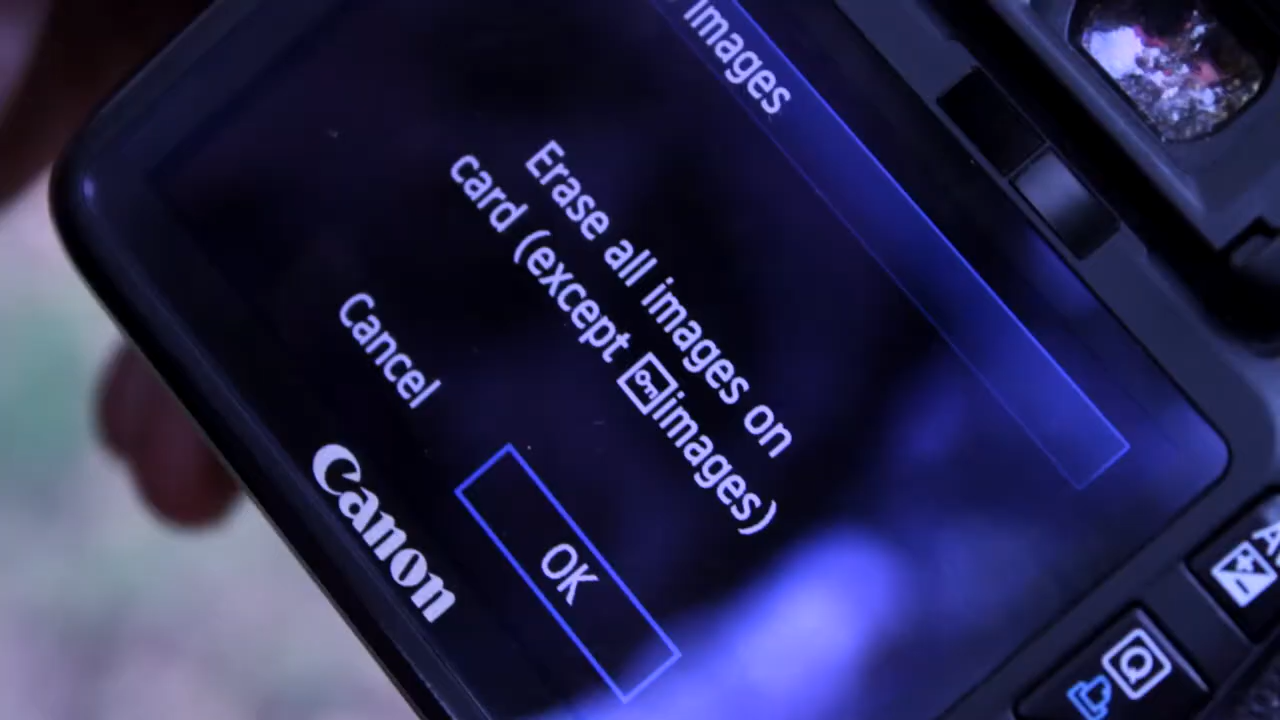 images
Erase all images on
card (except images)
Cancel
OK
Canon
Q